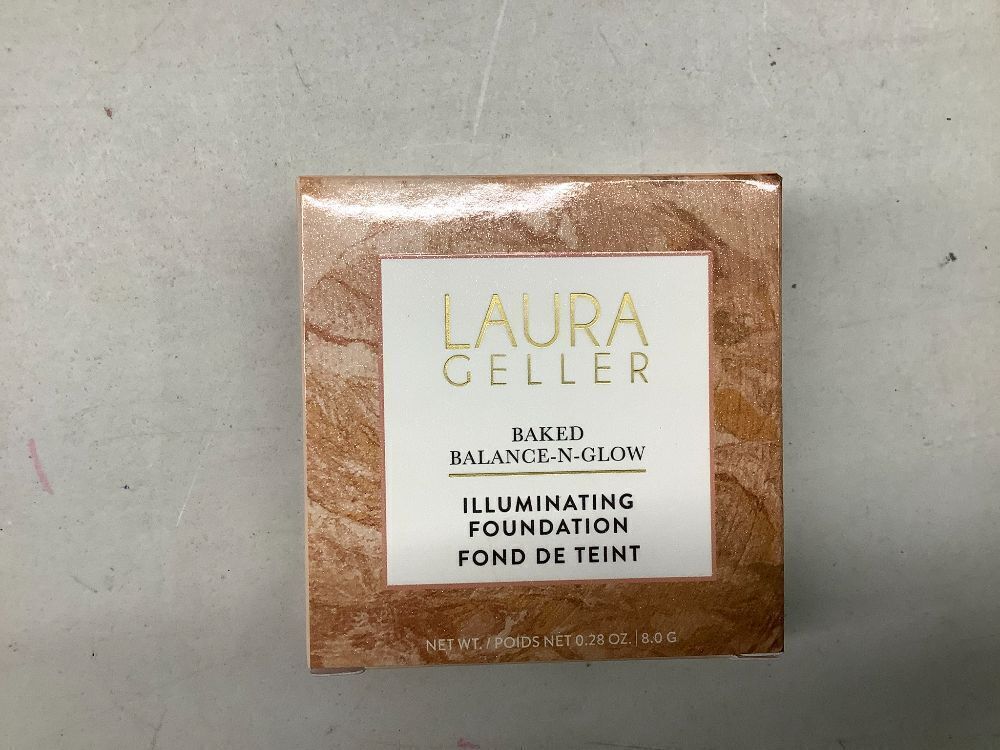 LAURA
GELLER
BAKED
BALANCE-N-GLOW
ILLUMINATING
FOUNDATION
FOND DE TEINT
NET WT. / POIDS NET 0.28 OZ. | 8.0 G